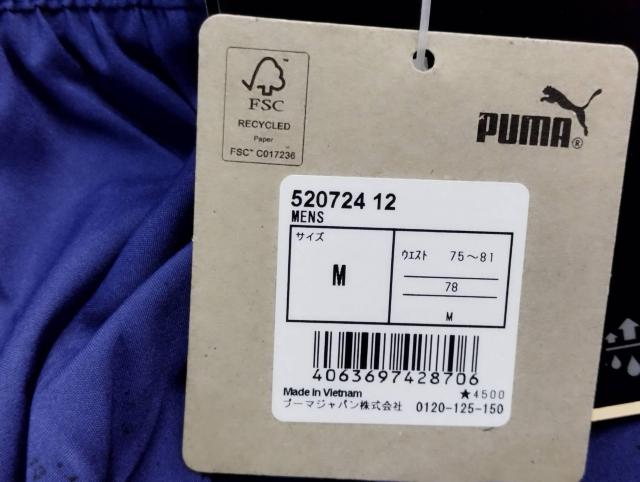 FSC
RECYCLED
Paper
FSC™ C017236
PUMA®
520724 12
MENS
サイズ
M
ウエスト 75～81
78
M
4063697428706
Made in Vietnam ★4500
プーマジャパン株式会社 0120-125-150